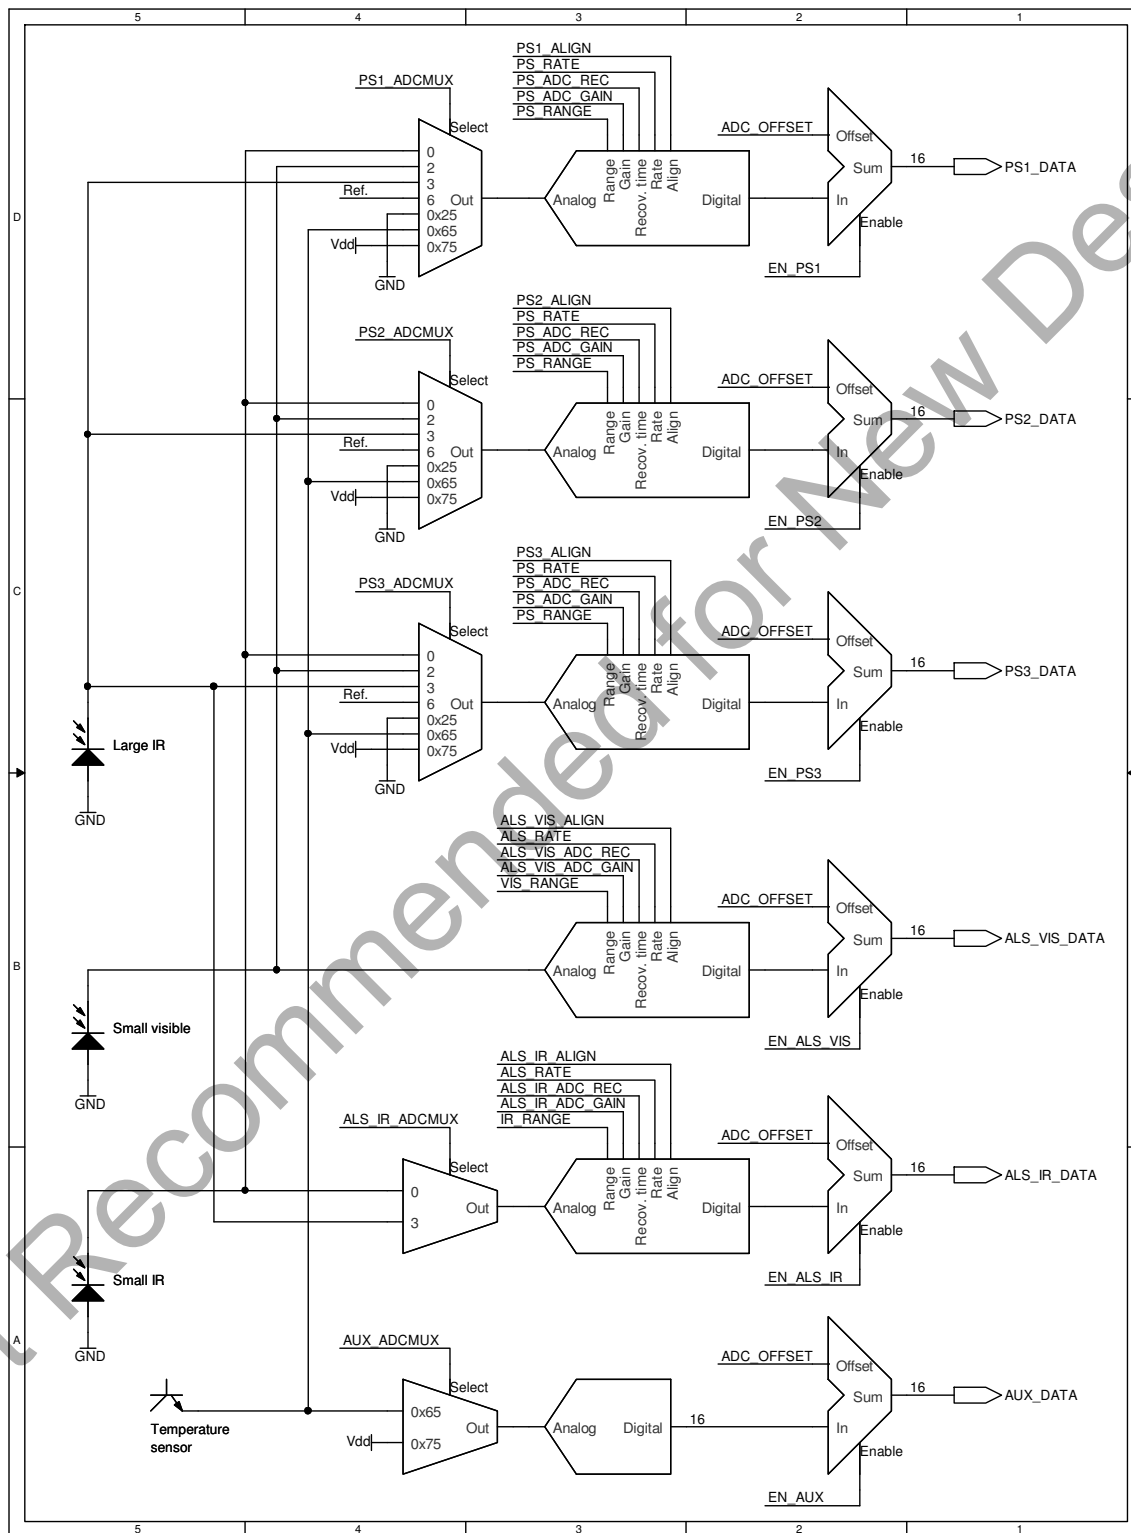 5 4 3 2 1
PS1_ALIGN
PS_RATE
PS_ADC_REC
PS_ADC_GAIN
PS_RANGE
PS1_ADCMUX
Select
0
2
3
Ref. 6 Out
0x25
0x65
Vdd 0x75
GND
Analog
Range
Gain
Recov. time
Rate
Align
Digital
ADC_OFFSET
Offset
Sum
In
Enable
EN_PS1
16
PS1_DATA
D
PS2_ALIGN
PS_RATE
PS_ADC_REC
PS_ADC_GAIN
PS_RANGE
PS2_ADCMUX
Select
0
2
3
Ref. 6 Out
0x25
0x65
Vdd 0x75
GND
Analog
Range
Gain
Recov. time
Rate
Align
Digital
ADC_OFFSET
Offset
Sum
In
Enable
EN_PS2
16
PS2_DATA
C
PS3_ALIGN
PS_RATE
PS_ADC_REC
PS_ADC_GAIN
PS_RANGE
PS3_ADCMUX
Select
0
2
3
Ref. 6 Out
0x25
0x65
Vdd 0x75
GND
Analog
Range
Gain
Recov. time
Rate
Align
Digital
ADC_OFFSET
Offset
Sum
In
Enable
EN_PS3
16
PS3_DATA
Large IR
GND
ALS_VIS_ALIGN
ALS_RATE
ALS_VIS_ADC_REC
ALS_VIS_ADC_GAIN
VIS_RANGE
Analog
Range
Gain
Recov. time
Rate
Align
Digital
ADC_OFFSET
Offset
Sum
In
Enable
EN_ALS_VIS
16
ALS_VIS_DATA
B
Small visible
GND
ALS_IR_ALIGN
ALS_RATE
ALS_IR_ADC_REC
ALS_IR_ADC_GAIN
IR_RANGE
ALS_IR_ADCMUX
Select
0
3
Out
Analog
Range
Gain
Recov. time
Rate
Align
Digital
ADC_OFFSET
Offset
Sum
In
Enable
EN_ALS_IR
16
ALS_IR_DATA
Small IR
GND
A
AUX_ADCMUX
Select
0x65
Out
Vdd 0x75
Temperature
sensor
Analog
Digital
16
ADC_OFFSET
Offset
Sum
In
Enable
EN_AUX
16
AUX_DATA
5 4 3 2 1
Recommended for New Des